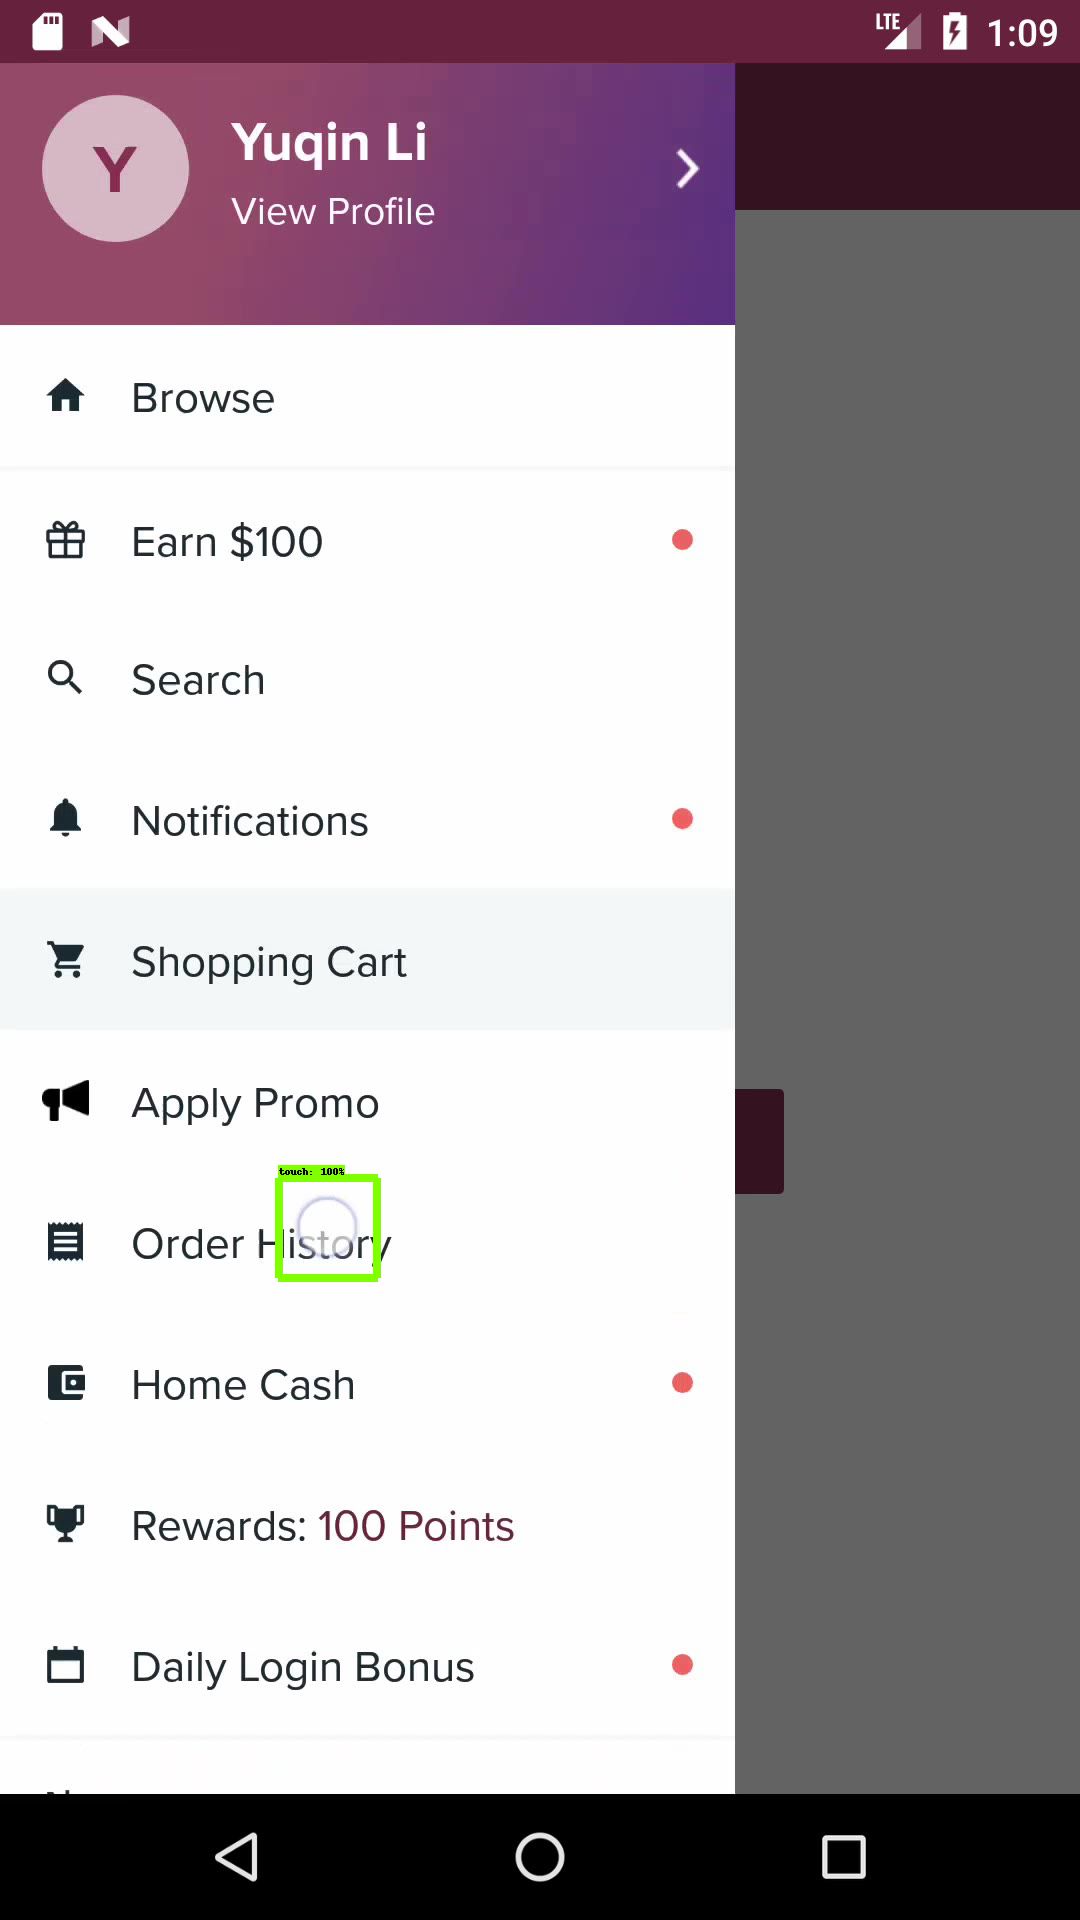 LTE 1:09
Y
Yuqin Li
View Profile
Browse
Earn $100
Search
Notifications
Shopping Cart
Apply Promo
touch: 100%
Order History
Home Cash
Rewards: 100 Points
Daily Login Bonus